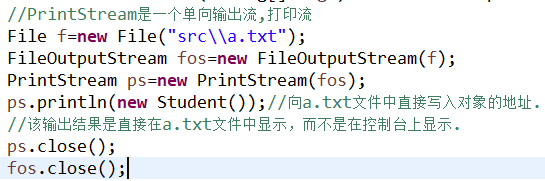 //PrintStream是一个单向输出流,打印流
File f=new File("src\\a.txt");
FileOutputStream fos=new FileOutputStream(f);
PrintStream ps=new PrintStream(fos);
ps.println(new Student());//向a.txt文件中直接写入对象的地址.
//该输出结果是直接在a.txt文件中显示，而不是在控制台上显示.
ps.close();
fos.close();